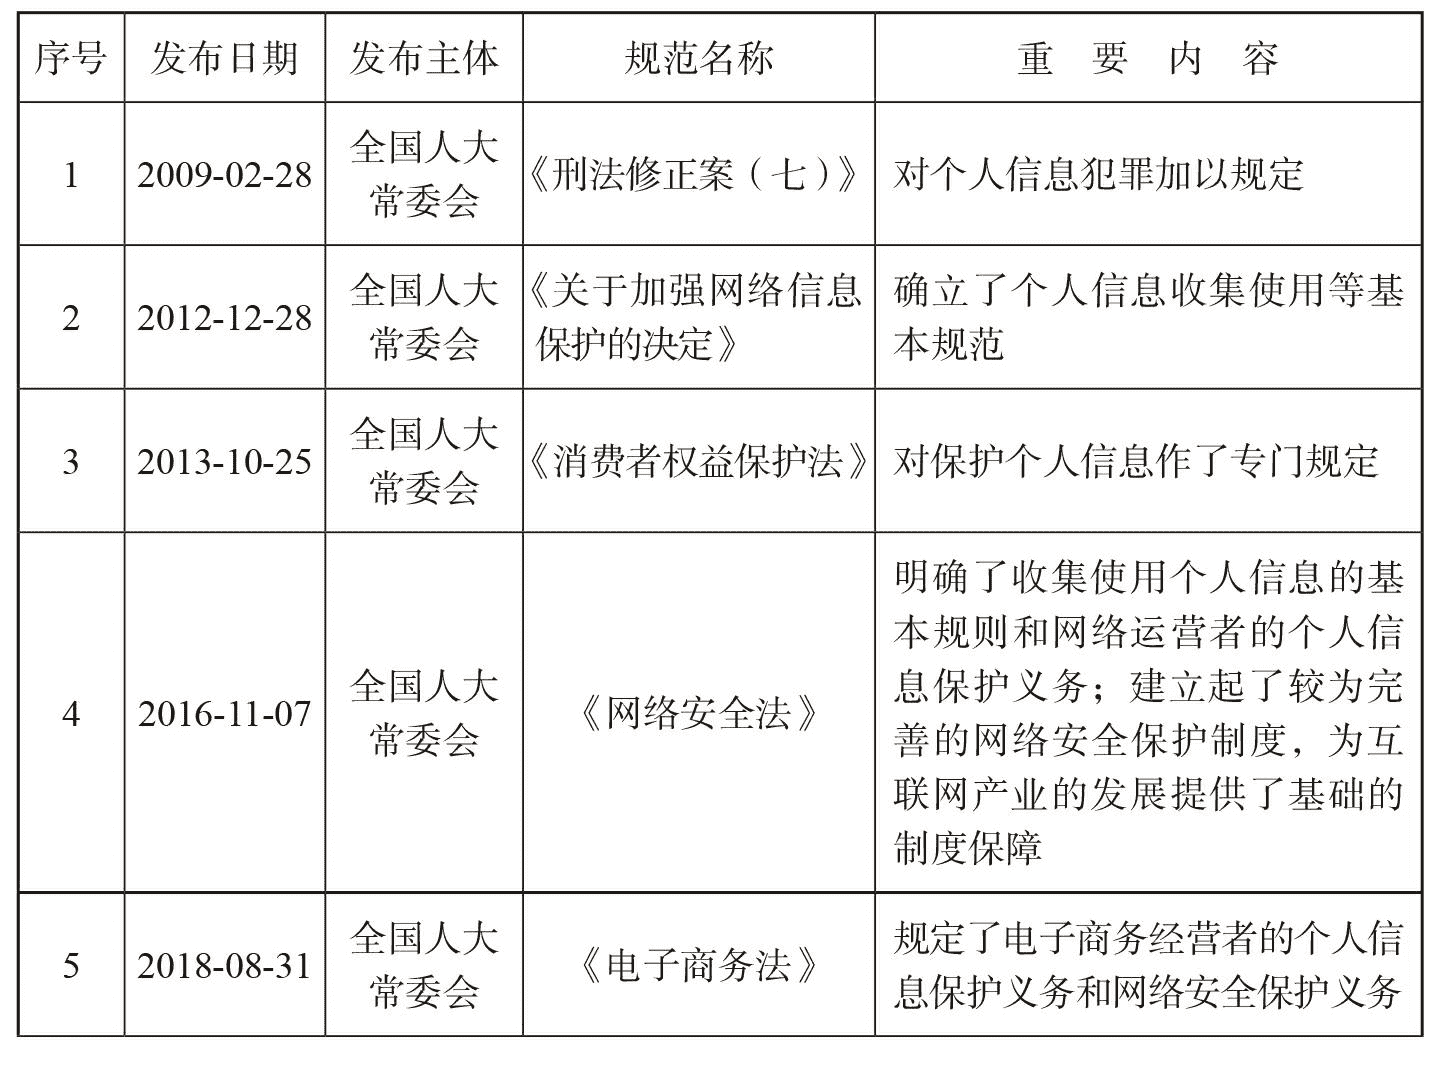 序号 发布日期 发布主体 规范名称 重要内容
1 2009-02-28 全国人大常委会 《刑法修正案（七）》 对个人信息犯罪加以规定
2 2012-12-28 全国人大常委会 《关于加强网络信息保护的决定》 确立了个人信息收集使用等基本规范
3 2013-10-25 全国人大常委会 《消费者权益保护法》 对保护个人信息作了专门规定
4 2016-11-07 全国人大常委会 《网络安全法》 明确了收集使用个人信息的基本规则和网络运营者的个人信息保护义务；建立起了较为完善的网络安全保护制度，为互联网产业的发展提供了基础的制度保障
5 2018-08-31 全国人大常委会 《电子商务法》 规定了电子商务经营者的个人信息保护义务和网络安全保护义务